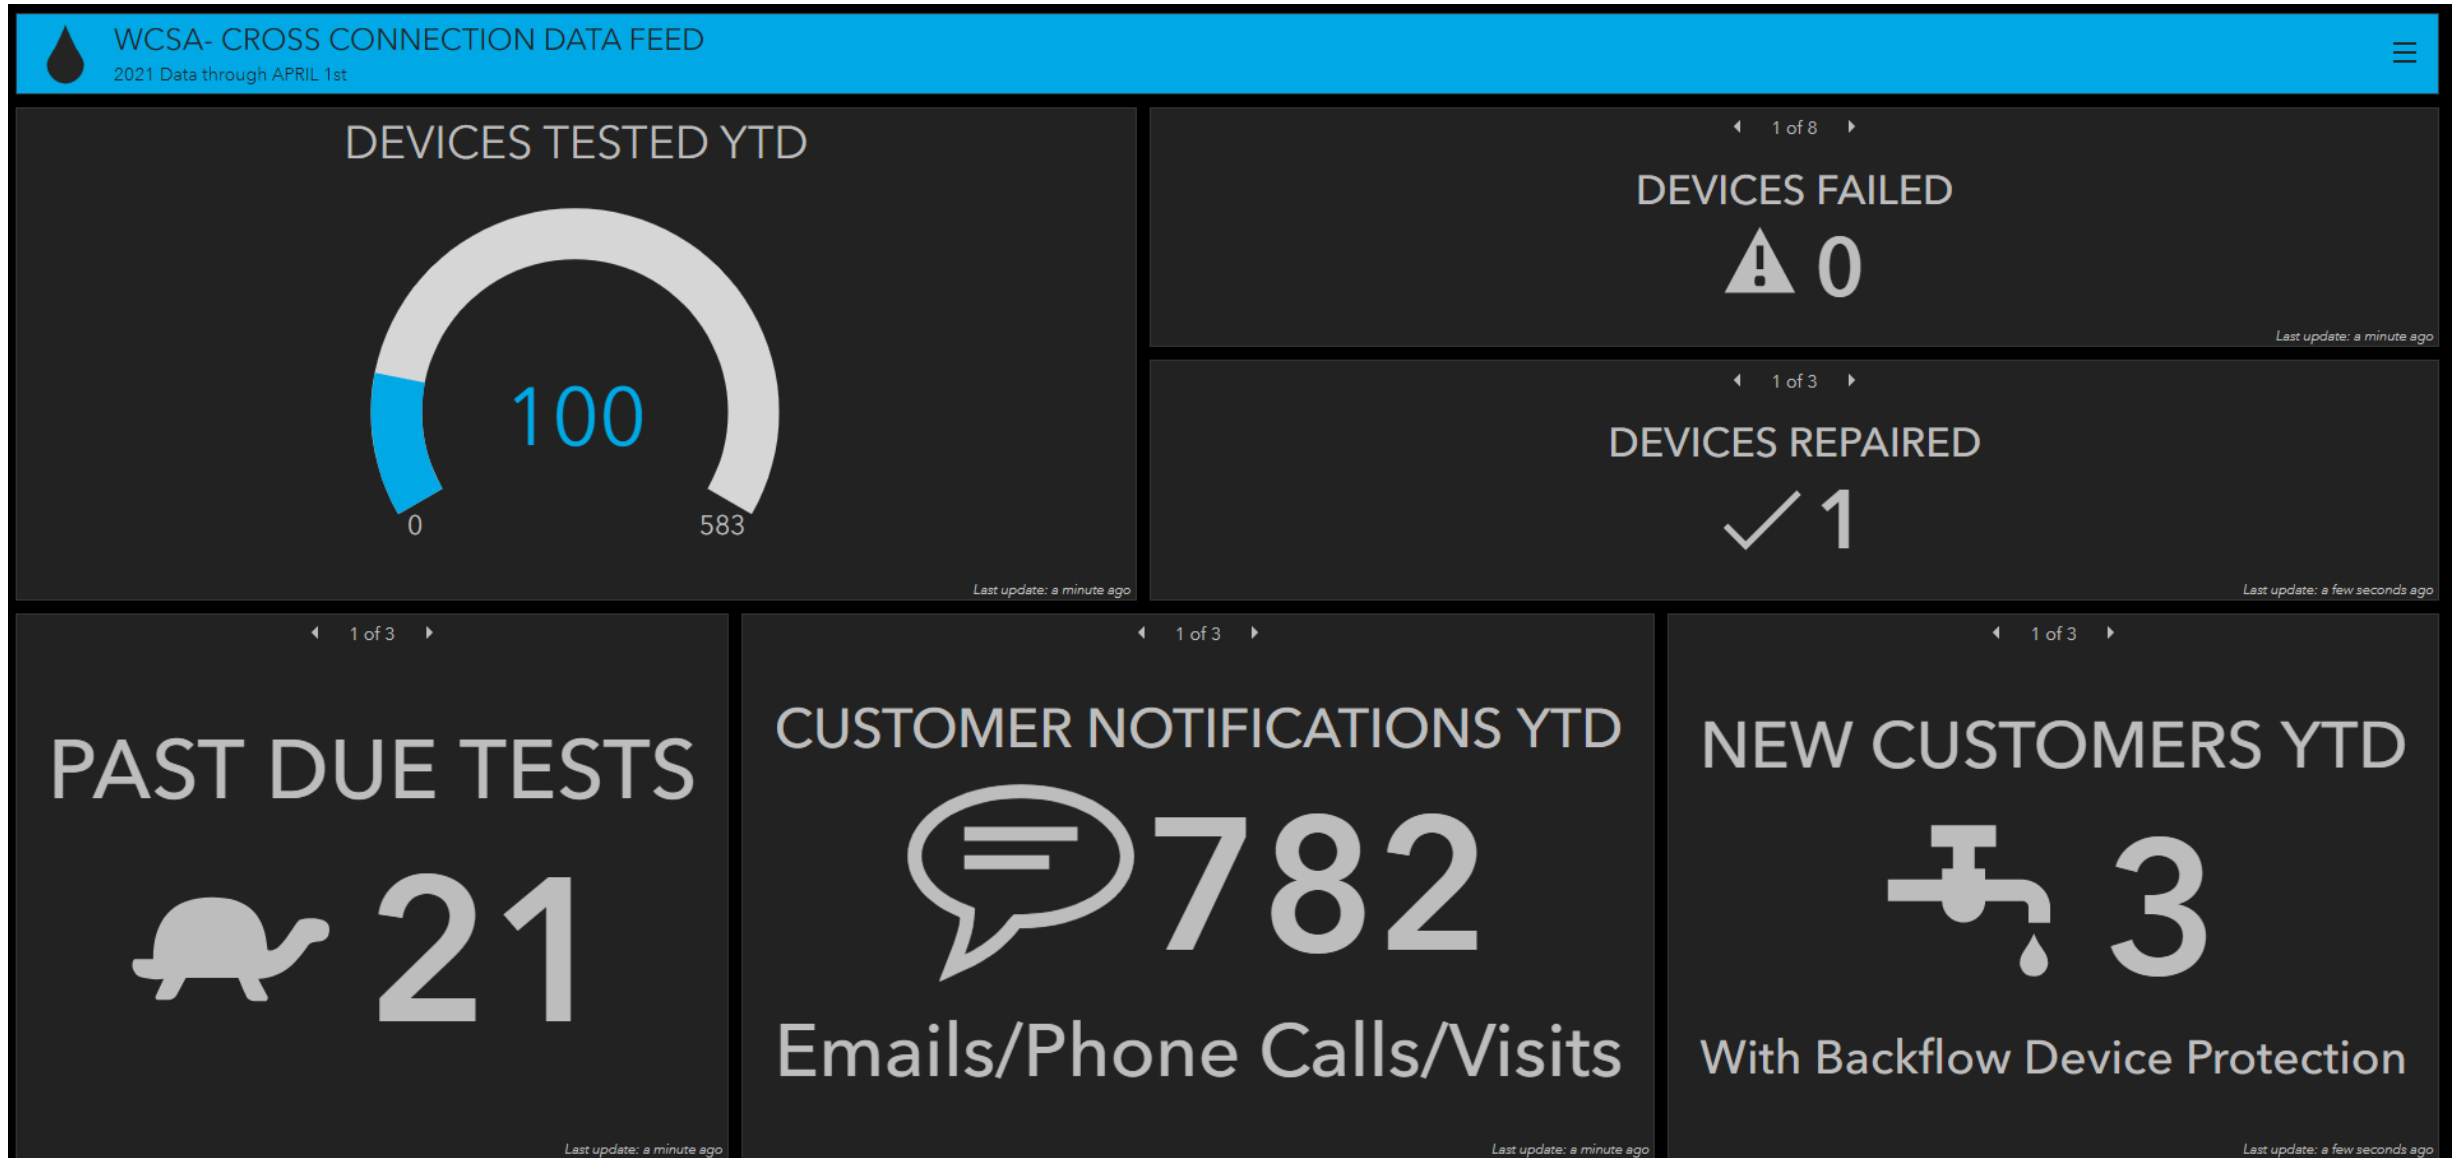 WCSA- CROSS CONNECTION DATA FEED
2021 Data through APRIL 1st
DEVICES TESTED YTD
100
0
583
Last update: a minute ago
1 of 8
DEVICES FAILED
0
Last update: a minute ago
1 of 3
DEVICES REPAIRED
1
Last update: a few seconds ago
1 of 3
PAST DUE TESTS
21
Last update: a minute ago
1 of 3
CUSTOMER NOTIFICATIONS YTD
782
Emails/Phone Calls/Visits
Last update: a minute ago
1 of 3
NEW CUSTOMERS YTD
3
With Backflow Device Protection
Last update: a few seconds ago